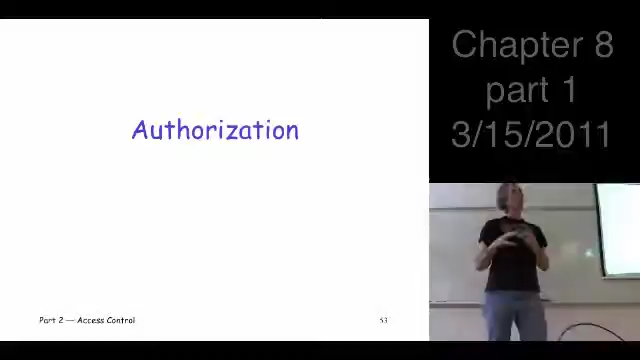 Authorization
Part 2 — Access Control
53
Chapter 8
part 1
3/15/2011